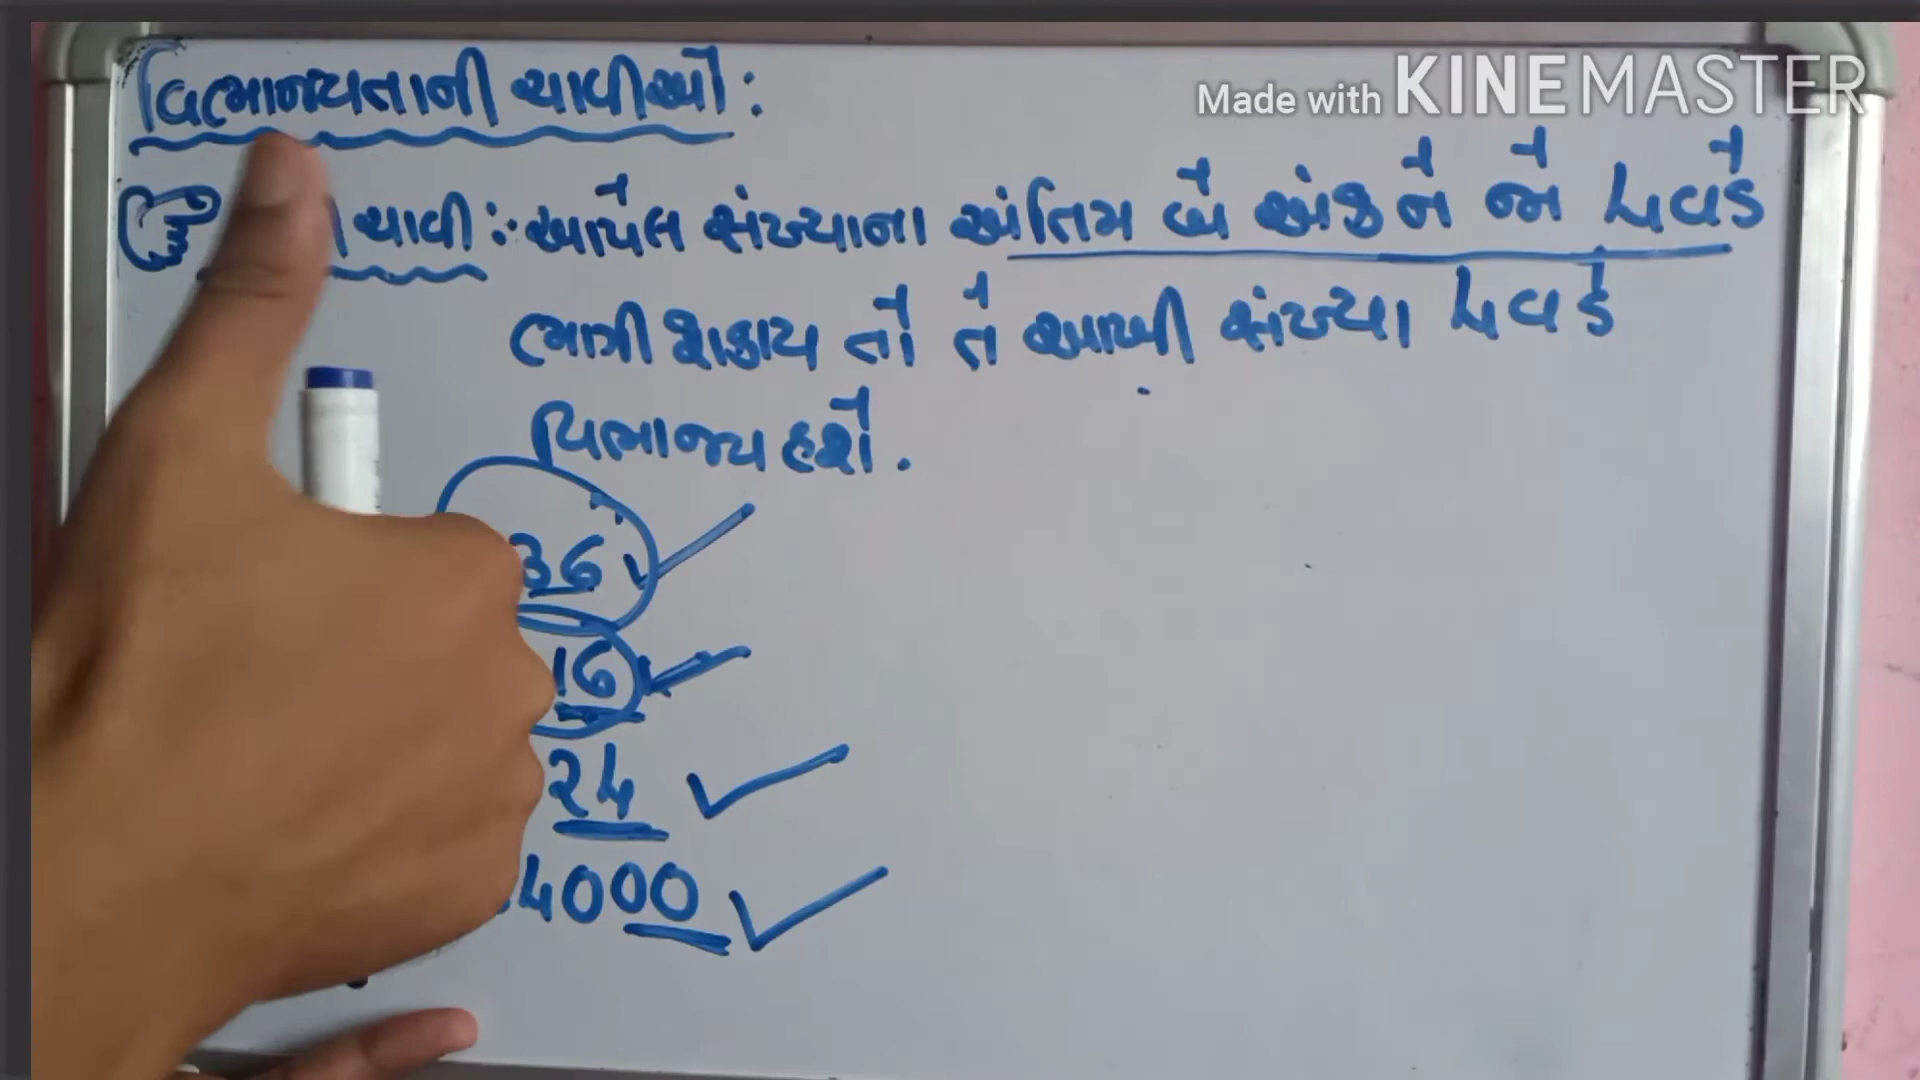 વિભાજ્યતાની ચાવીઓ :
Made with KINEMASTER
ચાવી : આપેલ સંખ્યાના અંતિમ બે અંકને જો 4 વડે
ભાગી શકાય તો તે આખી સંખ્યા 4 વડે
વિભાજ્ય હશે .
36
16
24
4000